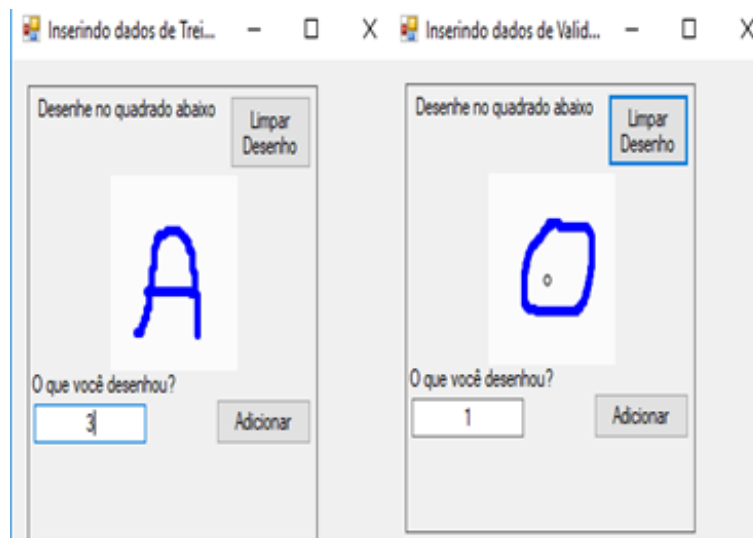 Inserindo dados de Trei...
Desenhe no quadrado abaixo
Limpar
Desenho
A
O que você desenhou?
3
Adicionar
Inserindo dados de Valid...
Desenhe no quadrado abaixo
Limpar
Desenho
O que você desenhou?
1
Adicionar